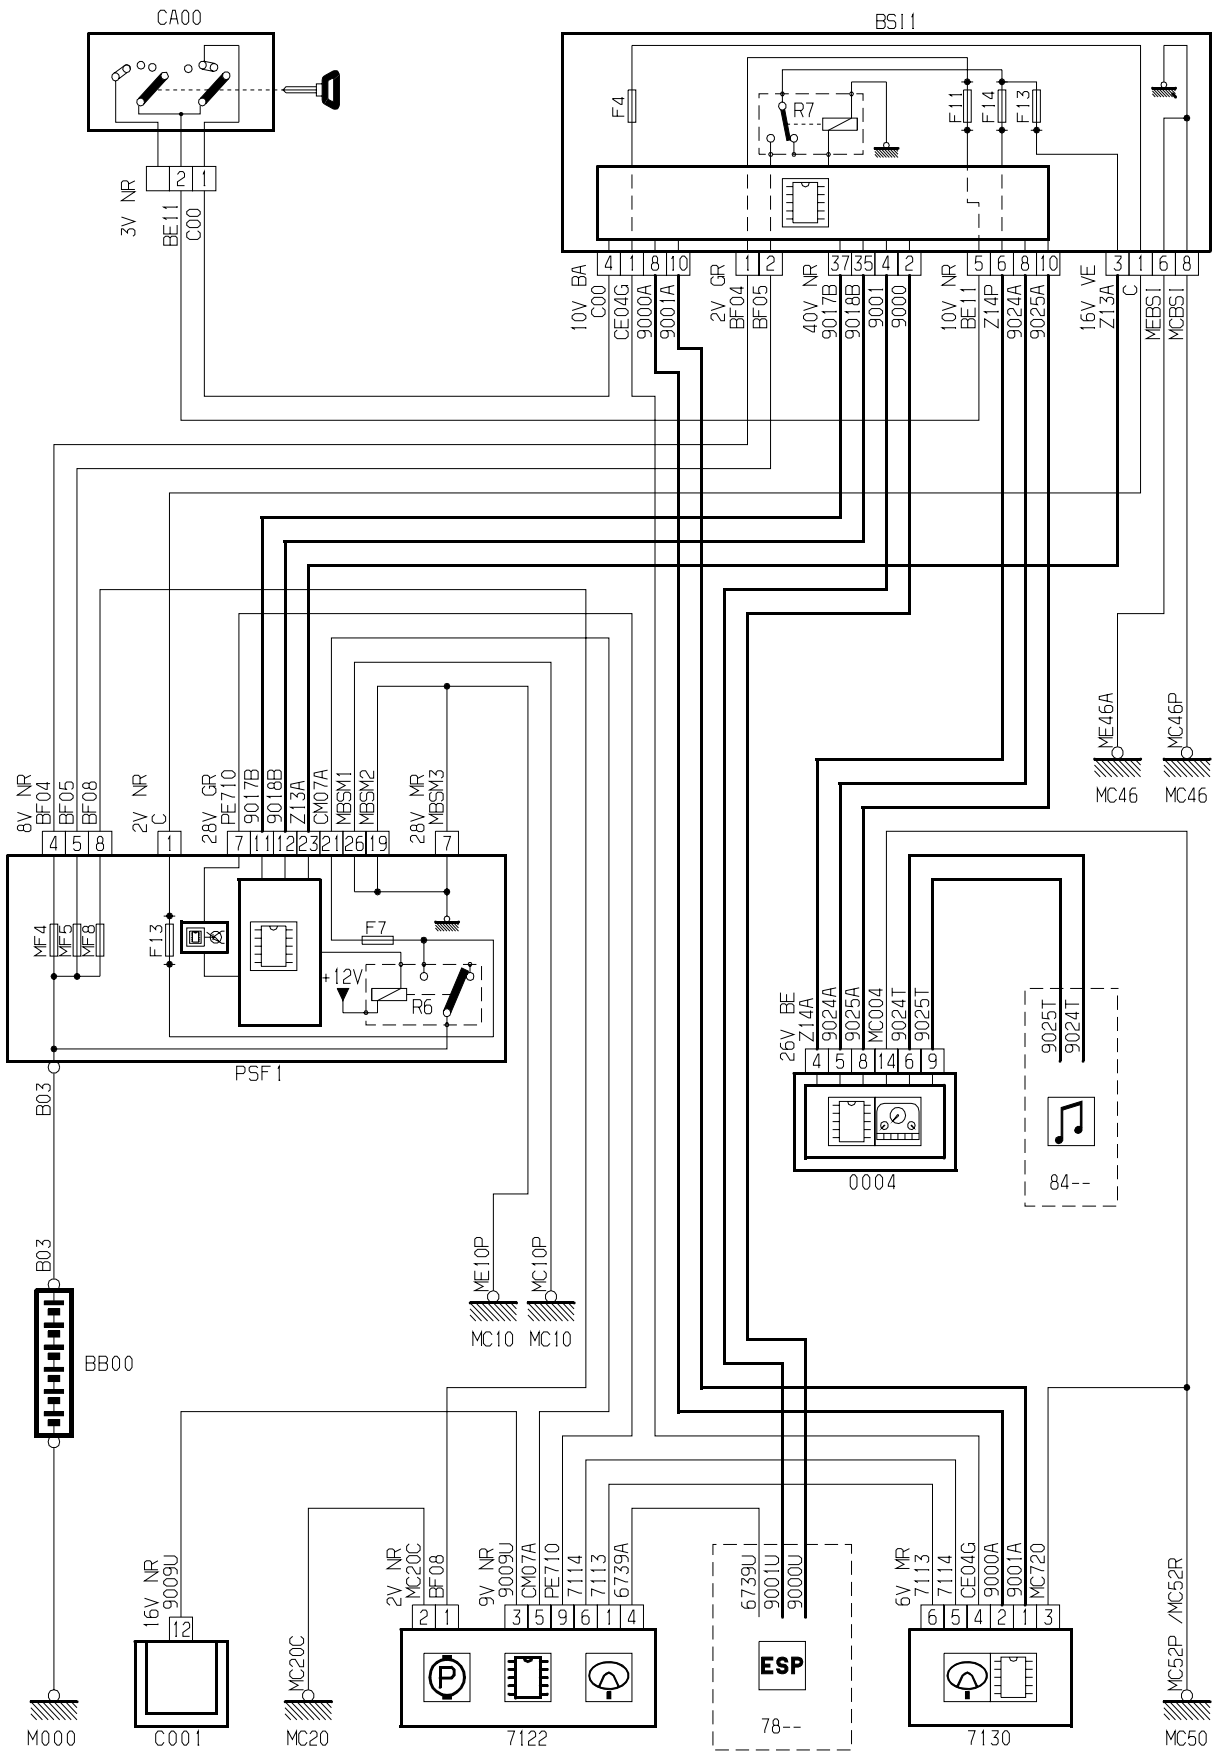 CA00
BSI1
F4
R7
F11
F14
F13
3V NR
2
1
BE11
C00
4
1
8
10
1
2
37
35
4
2
5
6
8
10
3
1
6
8
10V BA
C00
CE04G
9000A
9001A
2V GR
BF04
BF05
40V NR
9017B
9018B
9001
9000
10V NR
BE11
Z14P
9024A
9025A
16V VE
Z13A
C
MEBSI
MCBSI
ME46A
MC46P
MC46
MC46
8V NR
BF04
BF05
BF08
2V NR
C
28V GR
PE710
9017B
9018B
Z13A
CM07A
MBSM1
MBSM2
28V MR
MBSM3
4
5
8
1
7
11
12
23
21
26
19
7
MF4
MF5
MF8
F13
F7
+12V
R6
PSF1
26V BE
Z14A
9024A
9025A
MC004
9024T
9025T
4
5
8
14
6
9
0004
9025T
9024T
84--
B03
B03
BB00
ME10P
MC10P
MC10
MC10
16V NR
9009U
12
C001
M000
MC20C
MC20
2V NR
MC20C
BF08
2
1
9V NR
9009U
CM07A
PE710
7114
7113
6739A
3
5
9
6
1
4
P
7122
6739U
9001U
9000U
ESP
78--
6V MR
7113
7114
CE04G
9000A
9001A
MC720
6
5
4
2
1
3
7130
MC52P /MC52R
MC50